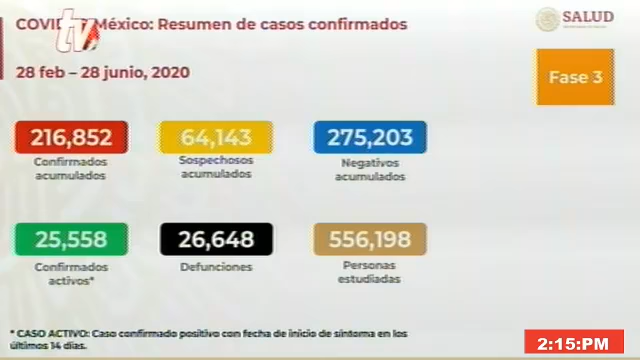 COVID México: Resumen de casos confirmados
tv
SALUD
28 feb – 28 junio, 2020
Fase 3
216,852
Confirmados
acumulados
64,143
Sospechosos
acumulados
275,203
Negativos
acumulados
25,558
Confirmados
activos*
26,648
Defunciones
556,198
Personas
estudiadas
* CASO ACTIVO: Caso confirmado positivo con fecha de inicio de síntoma en los
últimos 14 días.
2:15:PM